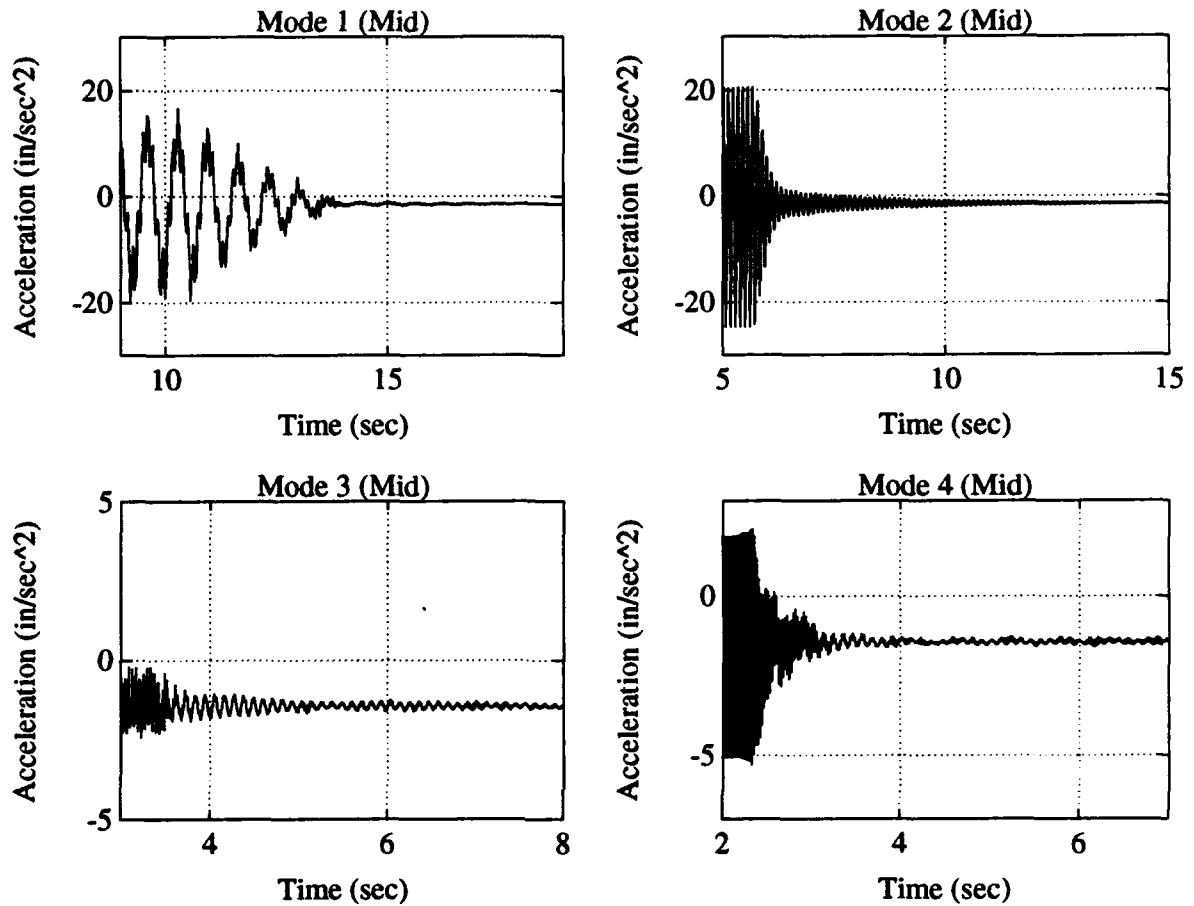 Mode 1 (Mid)
Acceleration (in/sec^2)
20
0
-20
10
15
Time (sec)
Mode 2 (Mid)
Acceleration (in/sec^2)
20
0
-20
5
10
15
Time (sec)
Mode 3 (Mid)
Acceleration (in/sec^2)
5
0
-5
4
6
8
Time (sec)
Mode 4 (Mid)
Acceleration (in/sec^2)
0
-5
2
4
6
Time (sec)